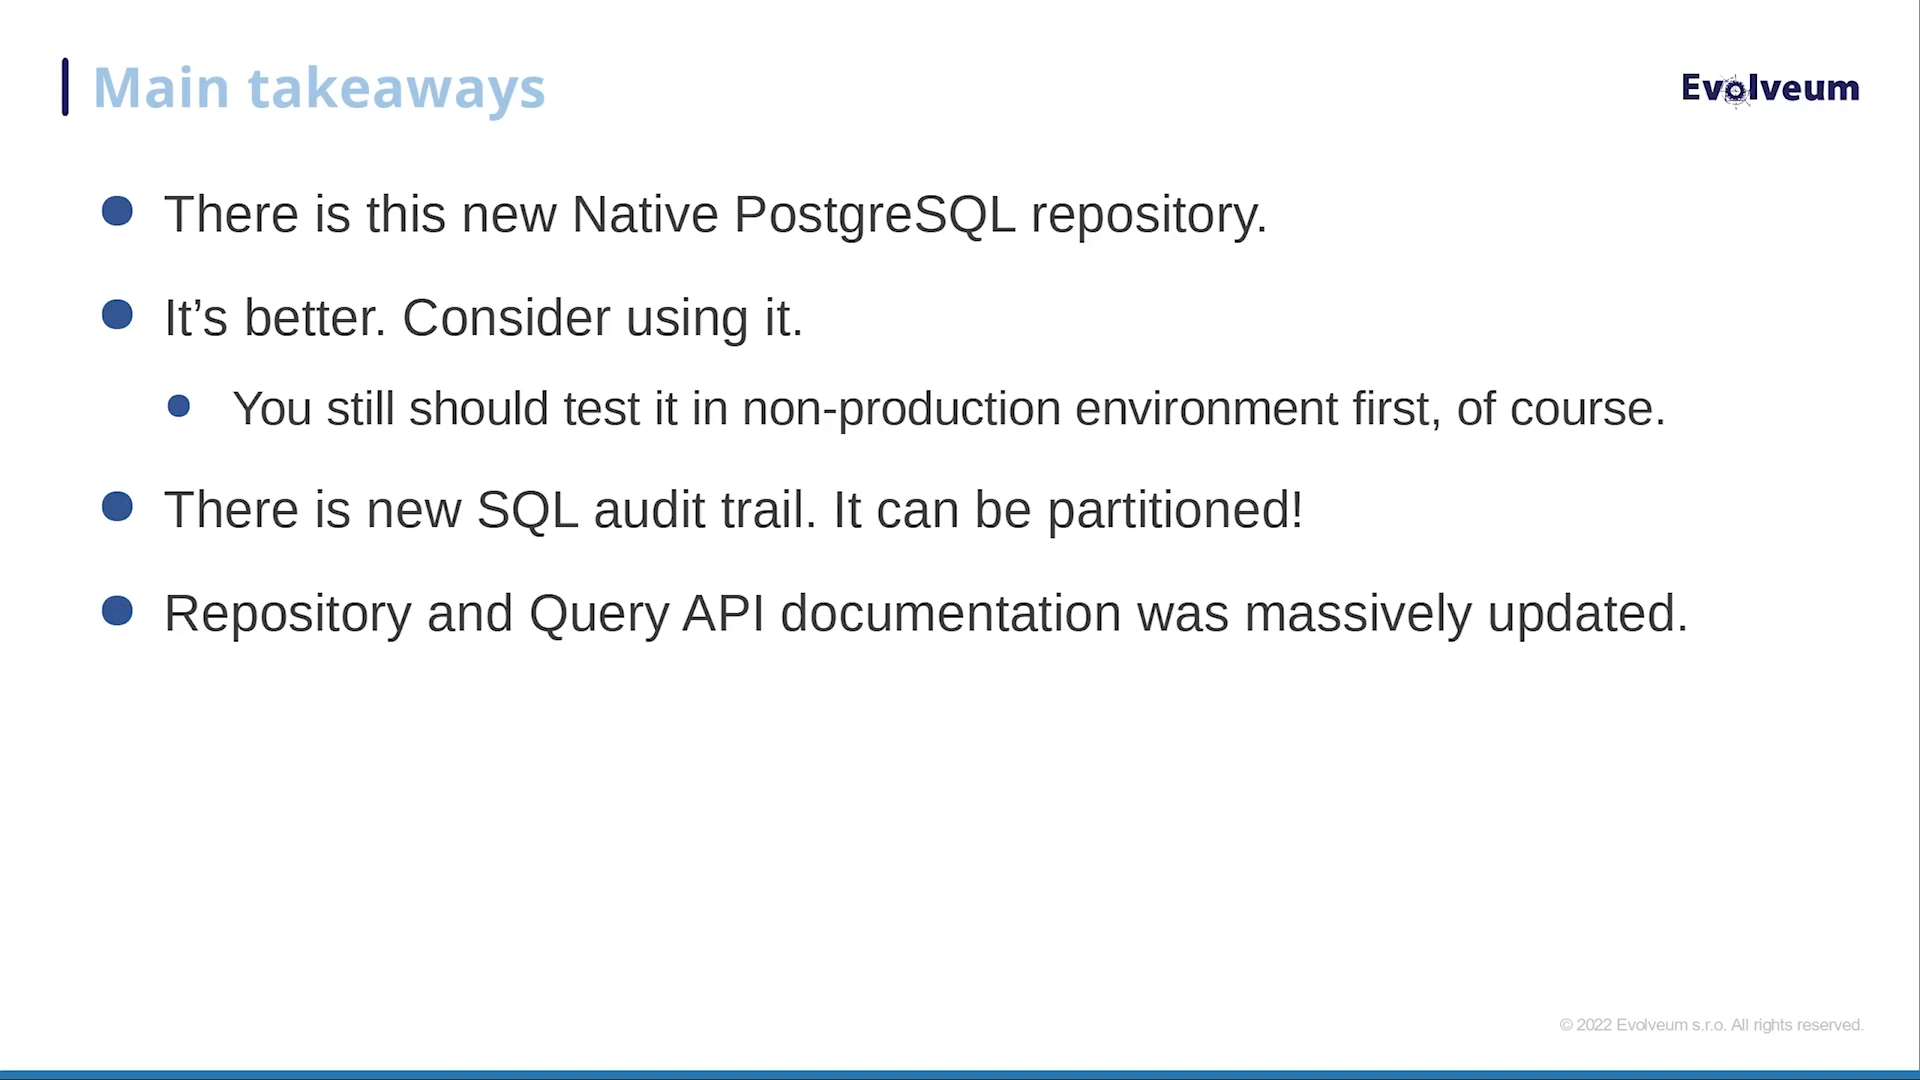 Main takeaways
Evolveum
There is this new Native PostgreSQL repository.
It’s better. Consider using it.
You still should test it in non-production environment first, of course.
There is new SQL audit trail. It can be partitioned!
Repository and Query API documentation was massively updated.
© 2022 Evolveum s.r.o. All rights reserved.